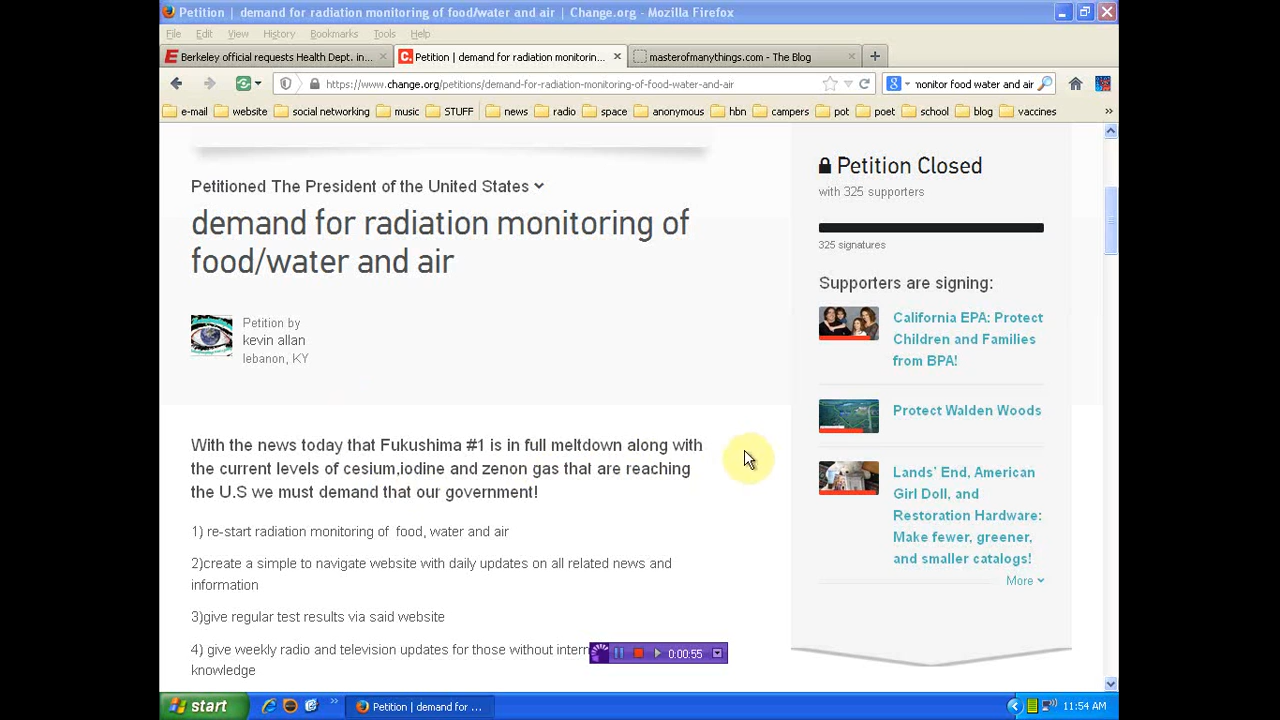 Petition | demand for radiation monitoring of food/water and air | Change.org - Mozilla Firefox
File Edit View History Bookmarks Tools Help
Berkeley official requests Health Dept. in...
Petition | demand for radiation monitorin...
masterofmanythings.com - The Blog
https://www.change.org/petitions/demand-for-radiation-monitoring-of-food-water-and-air
monitor food water and air
e-mail website social networking music STUFF news radio space anonymous hbn campers pot poet school blog vaccines
Petitioned The President of the United States
demand for radiation monitoring of
food/water and air
Petition by
kevin allan
lebanon, KY
With the news today that Fukushima #1 is in full meltdown along with
the current levels of cesium,iodine and zenon gas that are reaching
the U.S we must demand that our government!
1) re-start radiation monitoring of food, water and air
2)create a simple to navigate website with daily updates on all related news and
information
3)give regular test results via said website
4) give weekly radio and television updates for those without intern
knowledge
Petition Closed
with 325 supporters
325 signatures
Supporters are signing:
California EPA: Protect
Children and Families
from BPA!
Protect Walden Woods
Lands' End, American
Girl Doll, and
Restoration Hardware:
Make fewer, greener,
and smaller catalogs!
More
0:00:55
start
Petition | demand for ...
11:54 AM